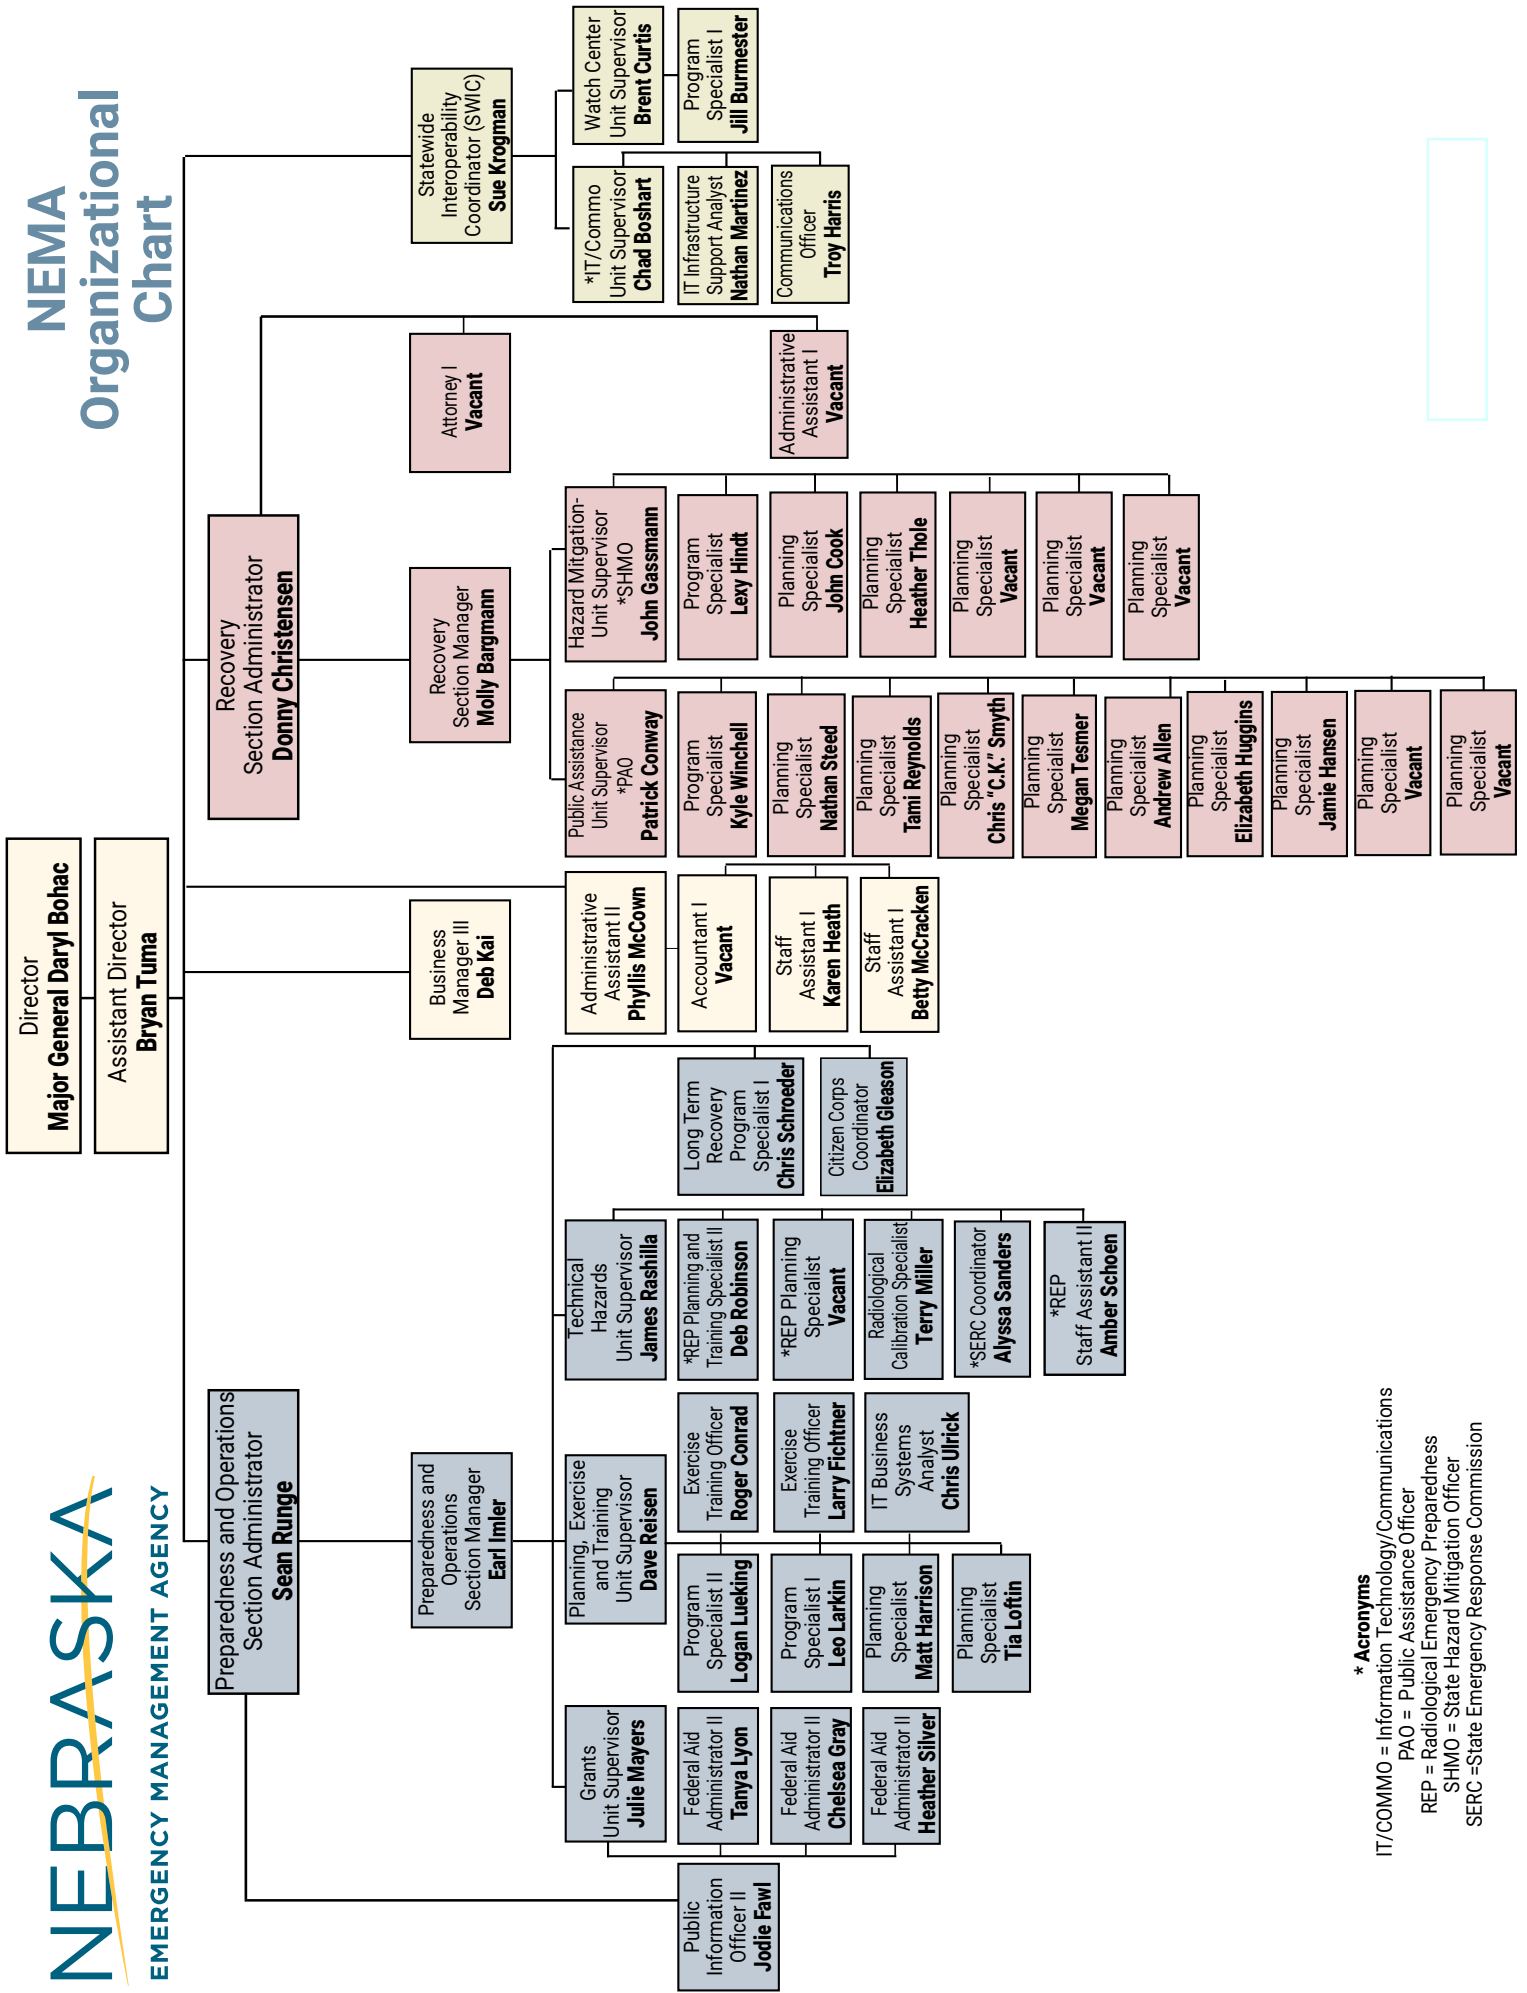 NEBRASKA
EMERGENCY MANAGEMENT AGENCY
NEMA
Organizational
Chart
Director
Major General Daryl Bohac
Assistant Director
Bryan Tuma
Preparedness and Operations
Section Administrator
Sean Runge
Recovery
Section Administrator
Donny Christensen
Preparedness and
Operations
Section Manager
Earl Imler
Business
Manager III
Deb Kai
Recovery
Section Manager
Molly Bargmann
Attorney I
Vacant
Statewide
Interoperability
Coordinator (SWIC)
Sue Krogman
Grants
Unit Supervisor
Julie Mayers
Planning, Exercise
and Training
Unit Supervisor
Dave Reisen
Technical
Hazards
Unit Supervisor
James Rashilla
Administrative
Assistant II
Phyllis McCown
Public Assistance
Unit Supervisor
*PAO
Patrick Conway
Hazard Mitgation-
Unit Supervisor
*SHMO
John Gassmann
*IT/Commo
Unit Supervisor
Chad Boshart
Watch Center
Unit Supervisor
Brent Curtis
Public
Information
Officer II
Jodie Fawl
Federal Aid
Administrator II
Tanya Lyon
Program
Specialist II
Logan Lueking
Exercise
Training Officer
Roger Conrad
*REP Planning and
Training Specialist II
Deb Robinson
Long Term
Recovery
Program
Specialist I
Chris Schroeder
Accountant I
Vacant
Program
Specialist
Kyle Winchell
Program
Specialist
Lexy Hindt
IT Infrastructure
Support Analyst
Nathan Martinez
Program
Specialist I
Jill Burmester
Federal Aid
Administrator II
Chelsea Gray
Program
Specialist I
Leo Larkin
Exercise
Training Officer
Larry Fichtner
*REP Planning
Specialist
Vacant
Citizen Corps
Coordinator
Elizabeth Gleason
Staff
Assistant I
Karen Heath
Planning
Specialist
Nathan Steed
Planning
Specialist
John Cook
Administrative
Assistant I
Vacant
Communications
Officer
Troy Harris
Federal Aid
Administrator II
Heather Silver
Planning
Specialist
Matt Harrison
IT Business
Systems
Analyst
Chris Ulrick
Radiological
Calibration Specialist
Terry Miller
Staff
Assistant I
Betty McCracken
Planning
Specialist
Tami Reynolds
Planning
Specialist
Heather Thole
Planning
Specialist
Tia Loftin
*SERC Coordinator
Alyssa Sanders
Planning
Specialist
Chris "C.K." Smyth
Planning
Specialist
Vacant
*REP
Staff Assistant II
Amber Schoen
Planning
Specialist
Megan Tesmer
Planning
Specialist
Vacant
Planning
Specialist
Andrew Allen
Planning
Specialist
Vacant
Planning
Specialist
Elizabeth Huggins
Planning
Specialist
Jamie Hansen
Planning
Specialist
Vacant
Planning
Specialist
Vacant
* Acronyms
IT/COMMO = Information Technology/Communications
PAO = Public Assistance Officer
REP = Radiological Emergency Preparedness
SHMO = State Hazard Mitigation Officer
SERC =State Emergency Response Commission